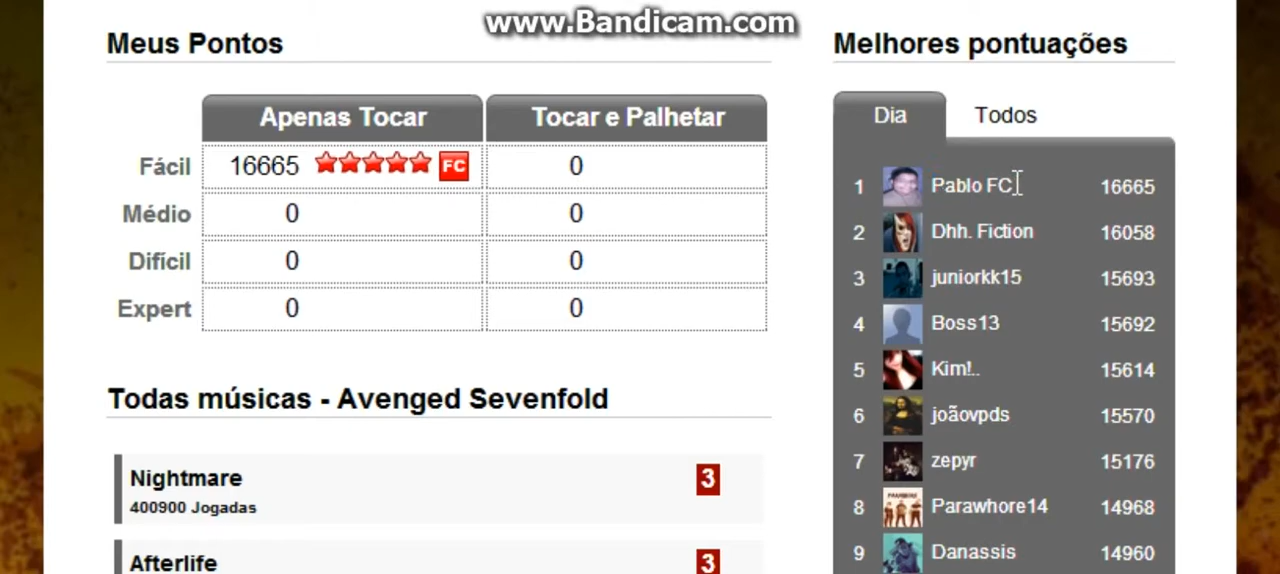 www.Bandicam.com
Meus Pontos
Apenas Tocar Tocar e Palhetar
Fácil 16665 FC 0
Médio 0 0
Difícil 0 0
Expert 0 0
Todas músicas - Avenged Sevenfold
Nightmare 3
400900 Jogadas
Afterlife 3
Melhores pontuações
Dia Todos
1 Pablo FC 16665
2 Dhh. Fiction 16058
3 juniorkk15 15693
4 Boss13 15692
5 Kim!.. 15614
6 joãovpds 15570
7 zepyr 15176
8 Parawhore14 14968
9 Danassis 14960